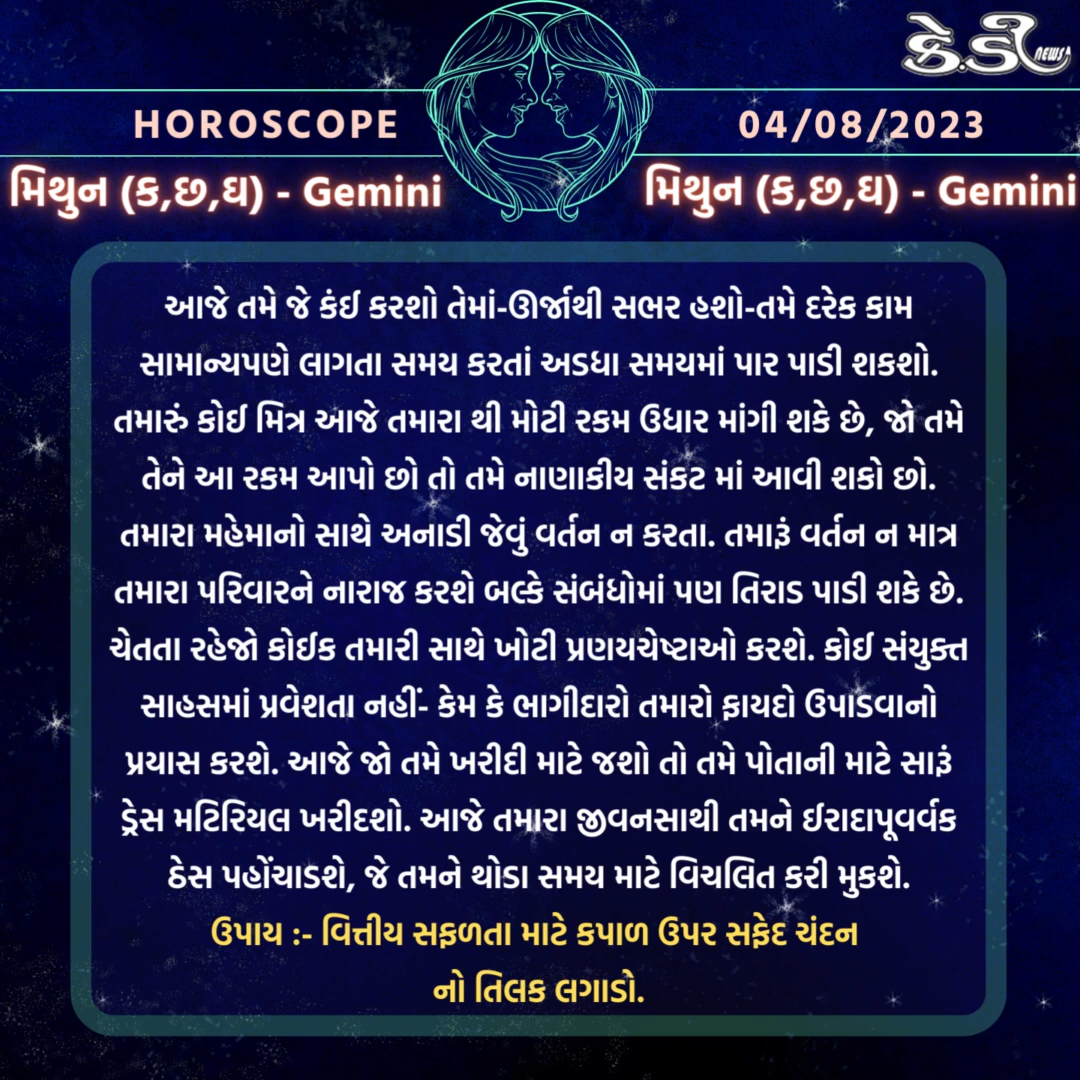 કે.ડી NEWS
HOROSCOPE
04/08/2023
મિથુન (ક,છ,ઘ) - Gemini
મિથુન (ક,છ,ઘ) - Gemini
આજે તમે જે કંઈ કરશો તેમાં-ઊર્જાથી સભર હશો-તમે દરેક કામ
સામાન્યપણે લાગતા સમય કરતાં અડધા સમયમાં પાર પાડી શકશો.
તમારું કોઈ મિત્ર આજે તમારા થી મોટી રકમ ઉધાર માંગી શકે છે, જો તમે
તેને આ રકમ આપો છો તો તમે નાણાકીય સંકટ માં આવી શકો છો.
તમારા મહેમાનો સાથે અનાડી જેવું વર્તન ન કરતા. તમારૂં વર્તન ન માત્ર
તમારા પરિવારને નારાજ કરશે બલ્કે સંબંધોમાં પણ તિરાડ પાડી શકે છે.
ચેતતા રહેજો કોઈક તમારી સાથે ખોટી પ્રણયચેષ્ટાઓ કરશે. કોઈ સંયુક્ત
સાહસમાં પ્રવેશતા નહીં- કેમ કે ભાગીદારો તમારો ફાયદો ઉપાડવાનો
પ્રયાસ કરશે. આજે જો તમે ખરીદી માટે જશો તો તમે પોતાની માટે સારૂં
ડ્રેસ મટિરિયલ ખરીદશો. આજે તમારા જીવનસાથી તમને ઈરાદાપૂવર્વક
ઠેસ પહોંચાડશે, જે તમને થોડા સમય માટે વિચલિત કરી મુકશે.
ઉપાય :- વિત્તીય સફળતા માટે કપાળ ઉપર સફેદ ચંદન
નો તિલક લગાડો.